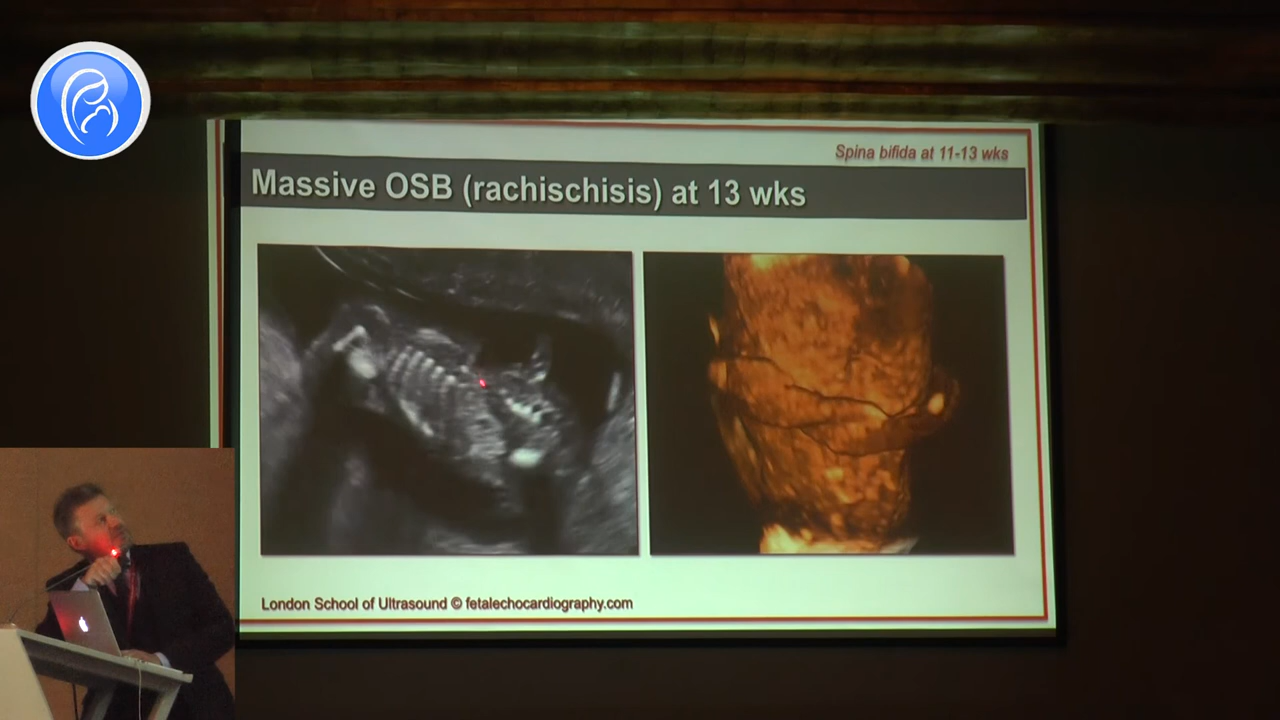 Spina bifida at 11-13 wks
Massive OSB (rachischisis) at 13 wks
London School of Ultrasound © fetalechocardiography.com